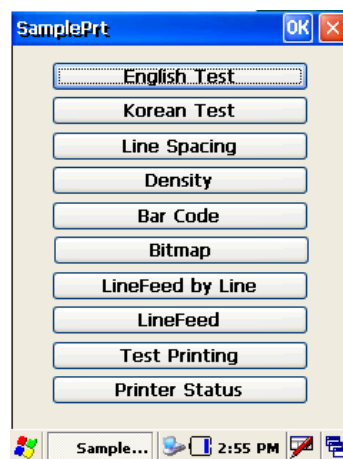 SamplePrt OK
English Test
Korean Test
Line Spacing
Density
Bar Code
Bitmap
LineFeed by Line
LineFeed
Test Printing
Printer Status
Sample... 2:55 PM